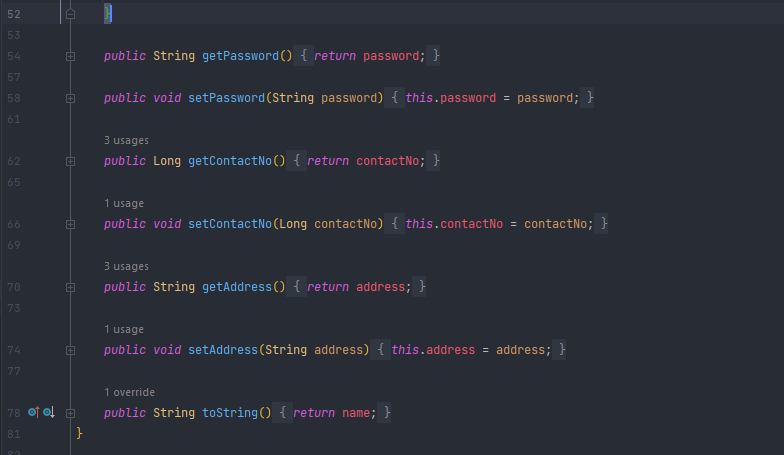 52 }
53
54 public String getPassword() { return password; }
57
58 public void setPassword(String password) { this.password = password; }
61
3 usages
62 public Long getContactNo() { return contactNo; }
65
1 usage
66 public void setContactNo(Long contactNo) { this.contactNo = contactNo; }
69
3 usages
70 public String getAddress() { return address; }
73
1 usage
74 public void setAddress(String address) { this.address = address; }
77
1 override
78 public String toString() { return name; }
81 }
82